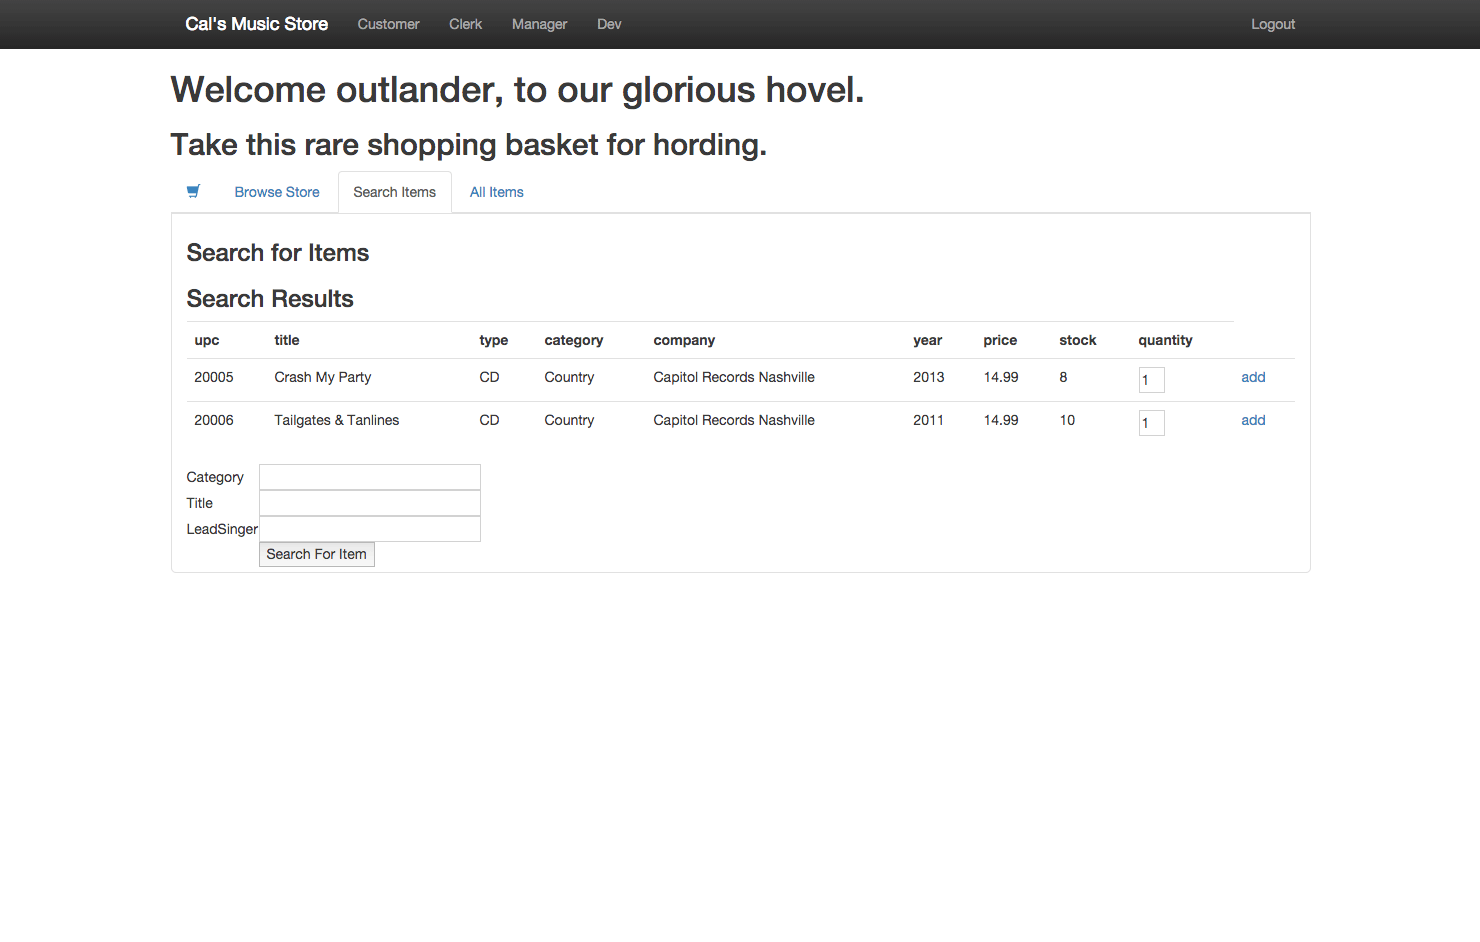 Cal's Music Store Customer Clerk Manager Dev Logout
Welcome outlander, to our glorious hovel.
Take this rare shopping basket for hording.
Browse Store Search Items All Items
Search for Items
Search Results
upc title type category company year price stock quantity
20005 Crash My Party CD Country Capitol Records Nashville 2013 14.99 8 1 add
20006 Tailgates & Tanlines CD Country Capitol Records Nashville 2011 14.99 10 1 add
Category
Title
LeadSinger
Search For Item